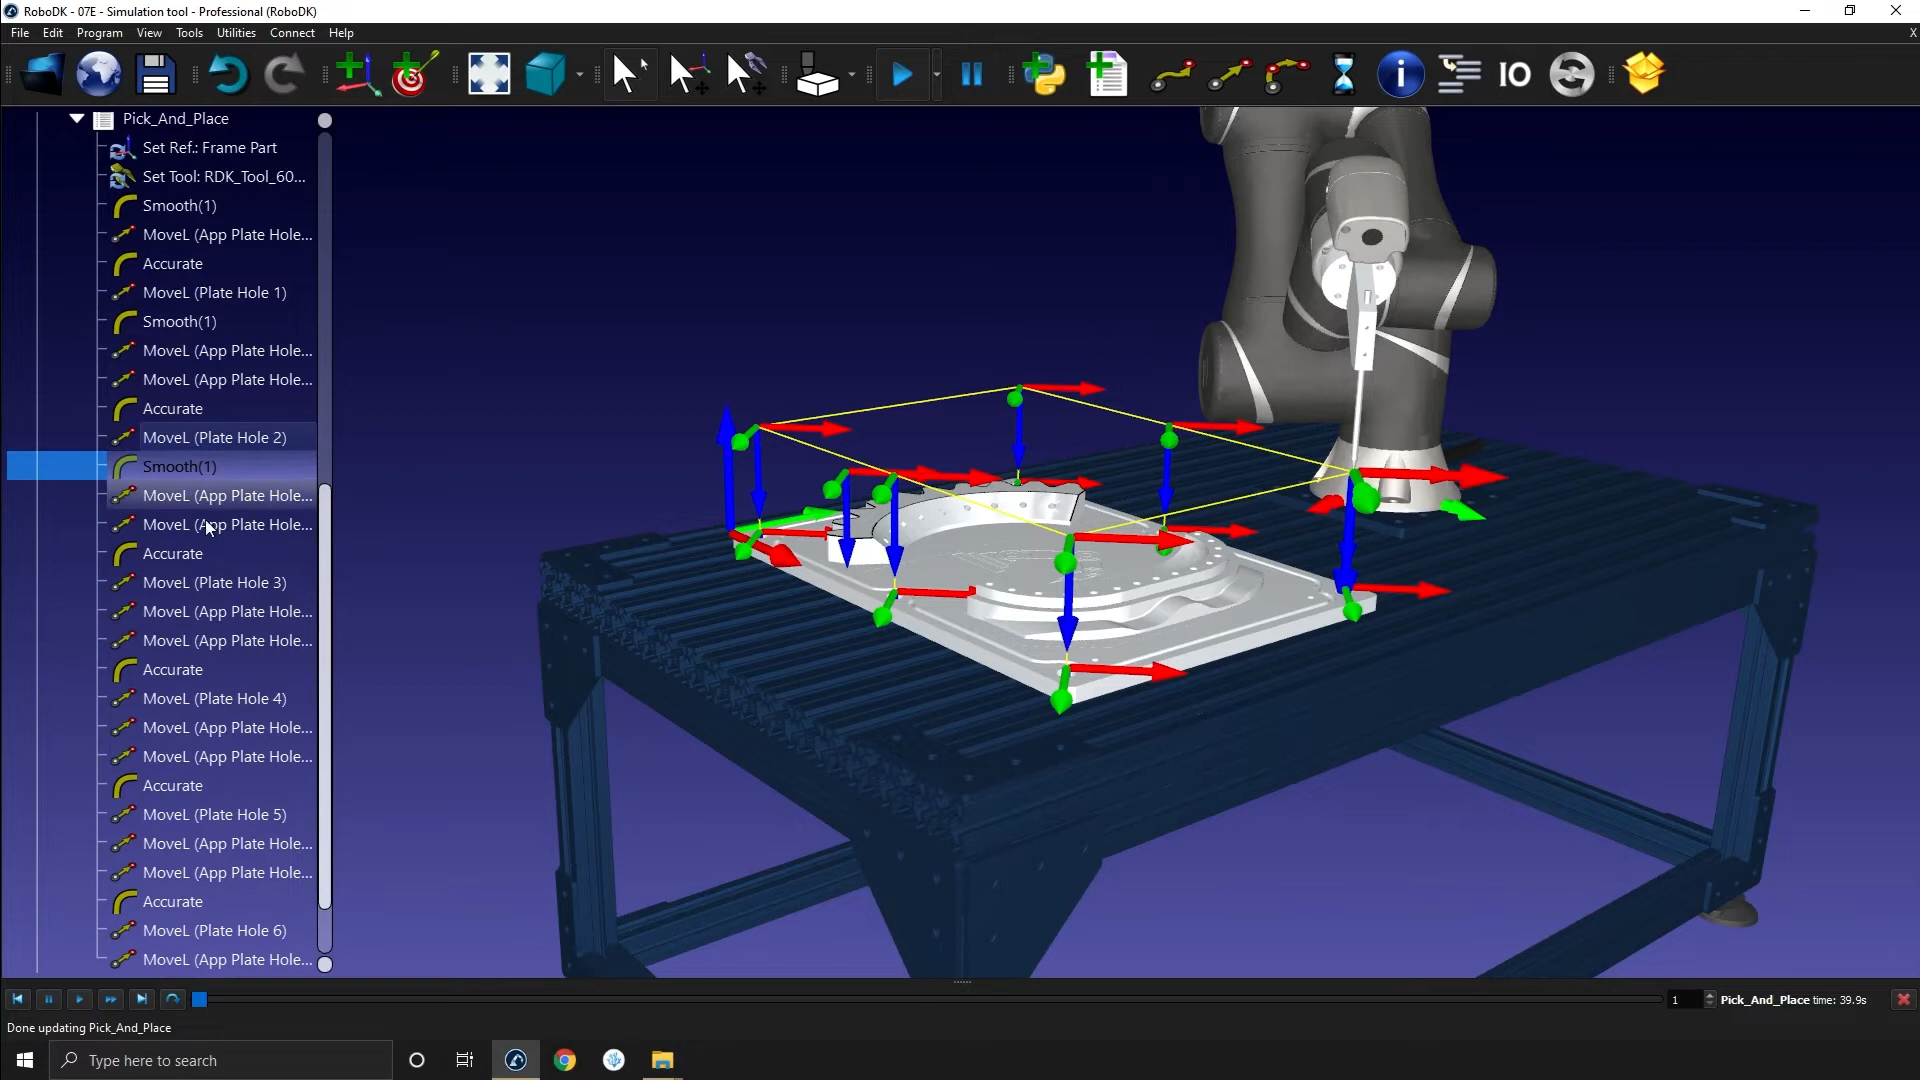 RoboDK - 07E - Simulation tool - Professional (RoboDK)
File Edit Program View Tools Utilities Connect Help X
IO
Pick_And_Place
Set Ref.: Frame Part
Set Tool: RDK_Tool_60...
Smooth(1)
MoveL (App Plate Hole...
Accurate
MoveL (Plate Hole 1)
Smooth(1)
MoveL (App Plate Hole...
MoveL (App Plate Hole...
Accurate
MoveL (Plate Hole 2)
Smooth(1)
MoveL (App Plate Hole...
MoveL (App Plate Hole...
Accurate
MoveL (Plate Hole 3)
MoveL (App Plate Hole...
MoveL (App Plate Hole...
Accurate
MoveL (Plate Hole 4)
MoveL (App Plate Hole...
MoveL (App Plate Hole...
Accurate
MoveL (Plate Hole 5)
MoveL (App Plate Hole...
MoveL (App Plate Hole...
Accurate
MoveL (Plate Hole 6)
MoveL (App Plate Hole...
1 Pick_And_Place time: 39.9s
Done updating Pick_And_Place
Type here to search